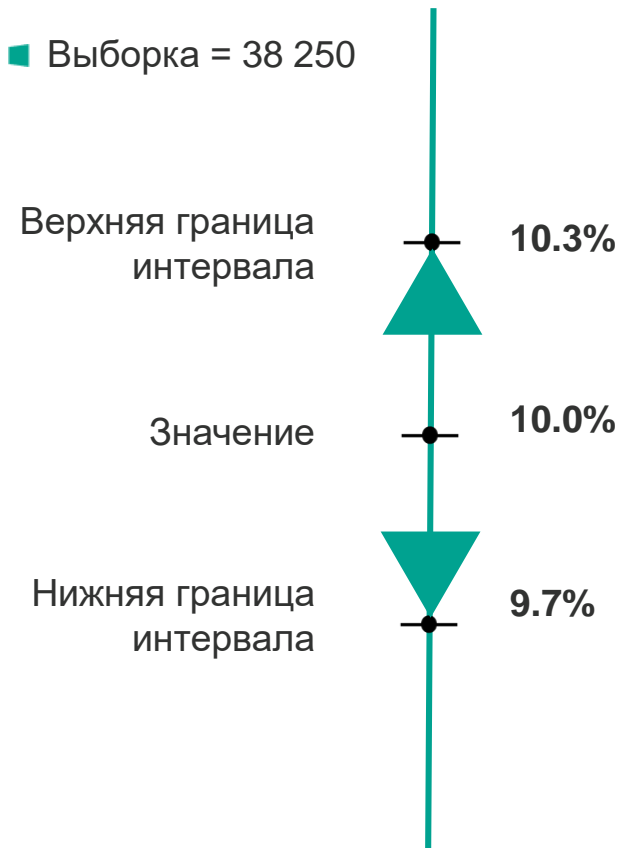 Выборка = 38 250
Верхняя граница
интервала
10.3%
Значение
10.0%
Нижняя граница
интервала
9.7%